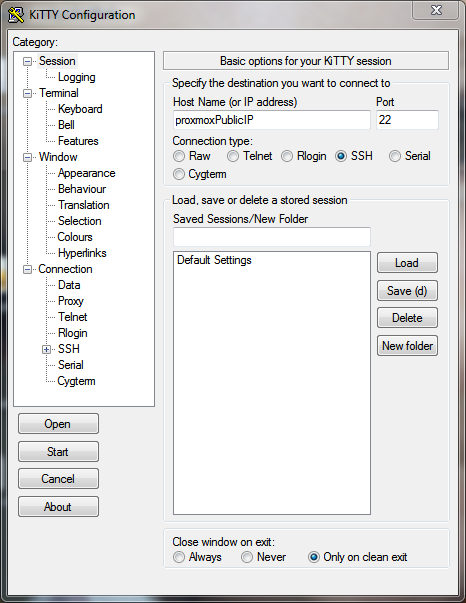 KiTTY Configuration
Category:
Session
Logging
Terminal
Keyboard
Bell
Features
Window
Appearance
Behaviour
Translation
Selection
Colours
Hyperlinks
Connection
Data
Proxy
Telnet
Rlogin
SSH
Serial
Cygterm
Open
Start
Cancel
About
Basic options for your KiTTY session
Specify the destination you want to connect to
Host Name (or IP address) Port
proxmoxPublicIP 22
Connection type:
Raw Telnet Rlogin SSH Serial
Cygterm
Load, save or delete a stored session
Saved Sessions/New Folder
Default Settings
Load
Save (d)
Delete
New folder
Close window on exit:
Always Never Only on clean exit